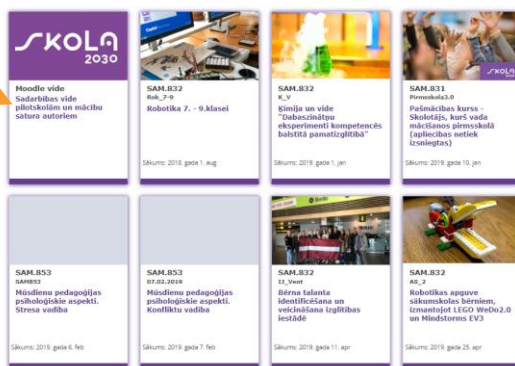 SKOLA
2030
Moodle vide
Sadarbības vide
pilotskolām un mācību
satura autoriem
SAM.832
Rob_7-9
Robotika 7. - 9.klasei
Sākums: 2018. gada 1. aug
SAM.832
K_V
Ķīmija un vide
"Dabaszinātņu
eksperimenti kompetencēs
balstītā pamatizglītībā"
Sākums: 2019. gada 1. jan
SKOLA
SAM.831
Pirmsskola3.0
Pašmācības kurss -
Skolotājs, kurš vada
mācīšanos pirmsskolā
(apliecības netiek
izsniegtas)
Sākums: 2019. gada 10. jan
SAM.853
SAM853
Mūsdienu pedagoģijas
psiholoģiskie aspekti.
Stresa vadība
Sākums: 2019. gada 6. feb
SAM.853
07.02.2019
Mūsdienu pedagoģijas
psiholoģiskie aspekti.
Konfliktu vadība
Sākums: 2019. gada 7. feb
SAM.832
IJ_Vent
Bērna talanta
identificēšana un
veicināšana izglītības
iestādē
Sākums: 2019. gada 11. apr
SAM.832
AS_2
Robotikas apguve
sākumskolas bērniem,
izmantojot LEGO WeDo2.0
un Mindstorms EV3
Sākums: 2019. gada 25. apr